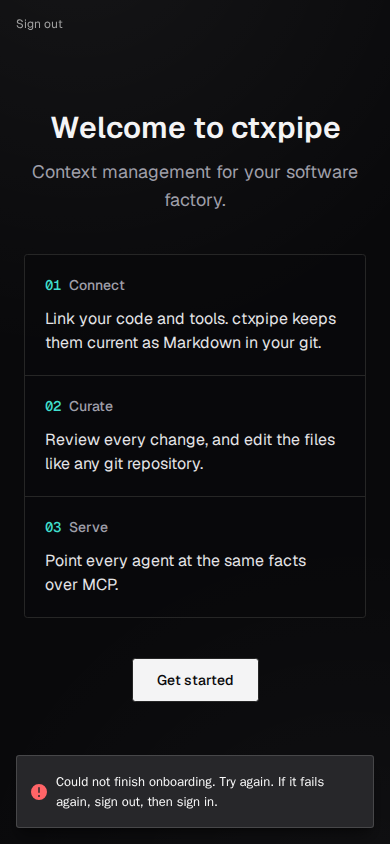 Sign out
Welcome to ctxpipe
Context management for your software
factory.
01 Connect
Link your code and tools. ctxpipe keeps
them current as Markdown in your git.
02 Curate
Review every change, and edit the files
like any git repository.
03 Serve
Point every agent at the same facts
over MCP.
Get started
Could not finish onboarding. Try again. If it fails
again, sign out, then sign in.